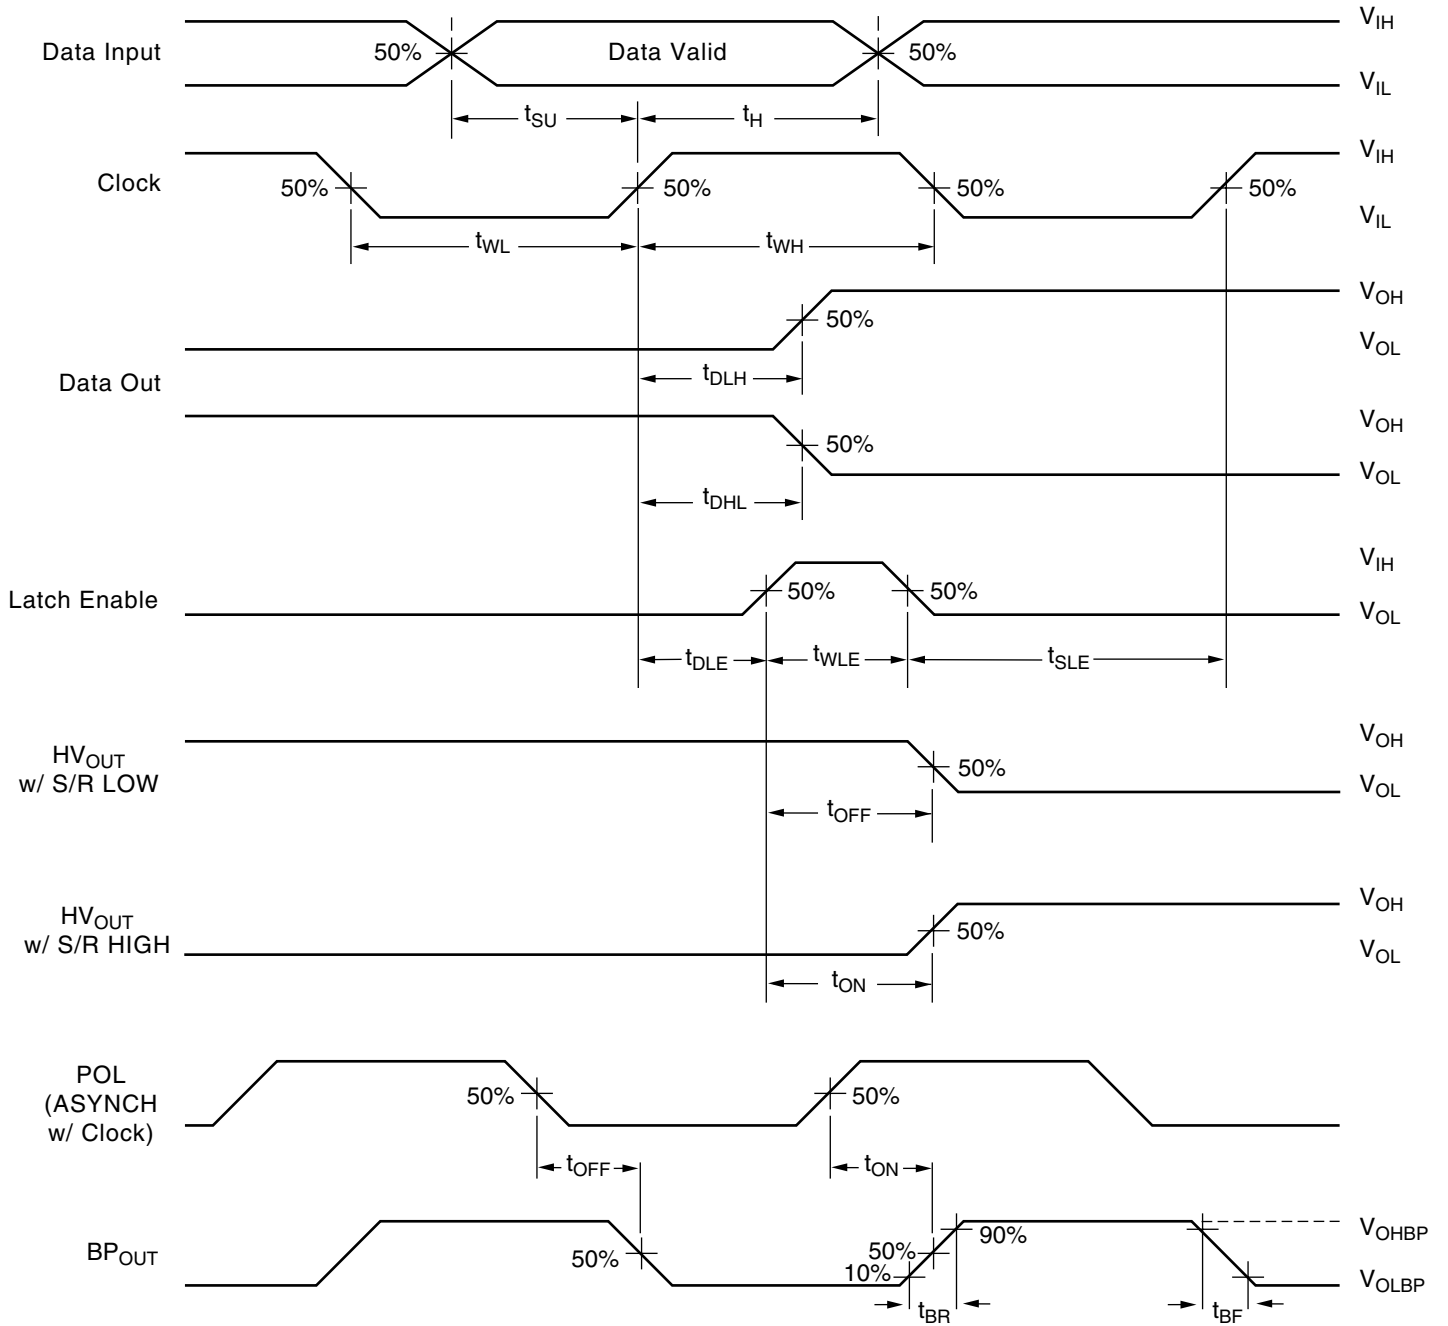 V_IH
Data Input 50% Data Valid 50%
V_IL
t_SU t_H
V_IH
Clock 50% 50% 50% 50%
V_IL
t_WL t_WH
V_OH
50%
V_OL
t_DLH
Data Out
V_OH
50%
V_OL
t_DHL
V_IH
Latch Enable 50% 50%
V_OL
t_DLE t_WLE t_SLE
HV_OUT
w/ S/R LOW
V_OH
50%
V_OL
t_OFF
HV_OUT
w/ S/R HIGH
V_OH
50%
V_OL
t_ON
POL
(ASYNCH
w/ Clock)
50% 50%
t_OFF t_ON
BP_OUT 50% 10% 50% 90%
V_OHBP
V_OLBP
t_BR t_BF